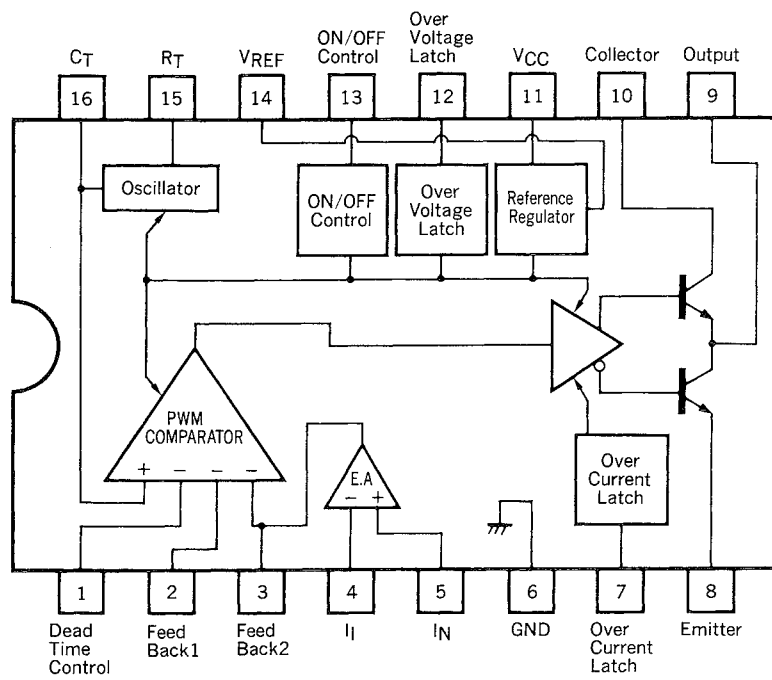 CT
RT
VREF
ON/OFF
Control
Over
Voltage
Latch
VCC
Collector
Output
16
15
14
13
12
11
10
9
Oscillator
ON/OFF
Control
Over
Voltage
Latch
Reference
Regulator
PWM
COMPARATOR
+ − − −
E.A
− +
Over
Current
Latch
1
2
3
4
5
6
7
8
Dead
Time
Control
Feed
Back1
Feed
Back2
II
IN
GND
Over
Current
Latch
Emitter